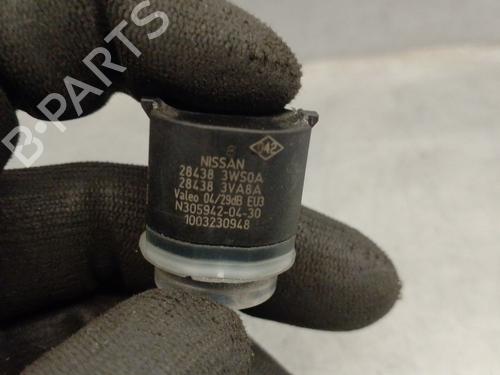 NISSAN
28438 3WS0A
28438 3VA8A
Valeo 04/29dB EU3
N305942-04-30
1003230948
B-PARTS